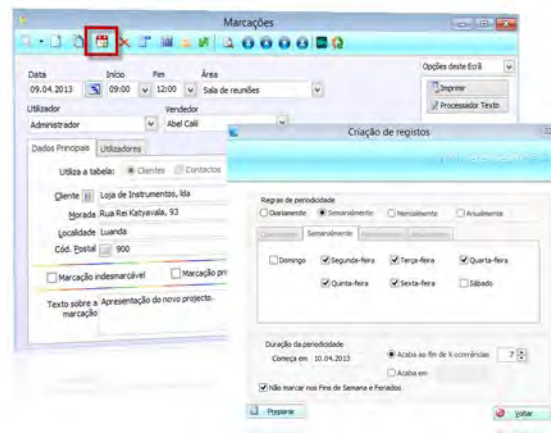 Marcações
Data Início Fim Área
09.04.2013 09:00 12:00 Sala de reuniões
Opções deste Ecrã
Imprimir
Processador Texto
Utilizador Vendedor
Administrador Abel Calil
Dados Principais Utilizadores
Utiliza a tabela: Clientes Contactos
Cliente Loja de Instrumentos, lda
Morada Rua Rei Katyavala, 93
Localidade Luanda
Cód. Postal 900
Marcação indesmarcável Marcação
Texto sobre a marcação Apresentação do novo projecto.
Criação de registos
Regras de periodicidade
Diariamente Semanalmente Mensalmente Anualmente
Semanalmente
Domingo Segunda-feira Terça-feira Quarta-feira
Quinta-feira Sexta-feira Sábado
Duração da periodicidade
Começa em 10.04.2013 Acaba ao fim de X ocorrências 7
Acaba em
Não marcar nos Fins de Semana e Feriados
Preparar Voltar